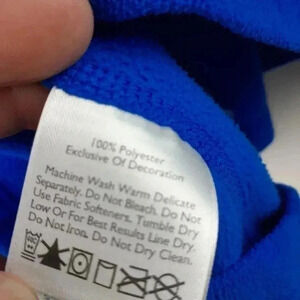 100% Polyester
Exclusive Of Decoration
Machine Wash Warm Delicate
Separately. Do Not Bleach. Do Not
Use Fabric Softeners. Tumble Dry
Low Or For Best Results Line Dry.
Do Not Iron. Do Not Dry Clean.